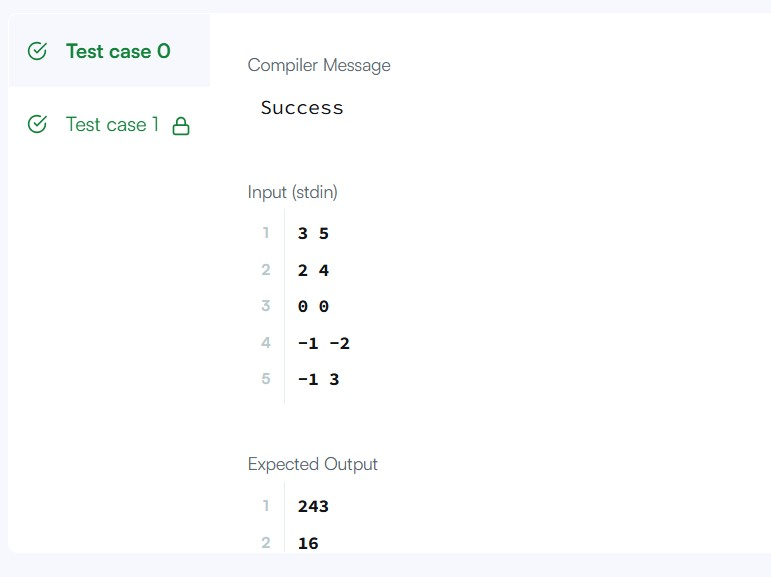 Test case 0
Test case 1
Compiler Message
Success
Input (stdin)
1 3 5
2 2 4
3 0 0
4 -1 -2
5 -1 3
Expected Output
1 243
2 16